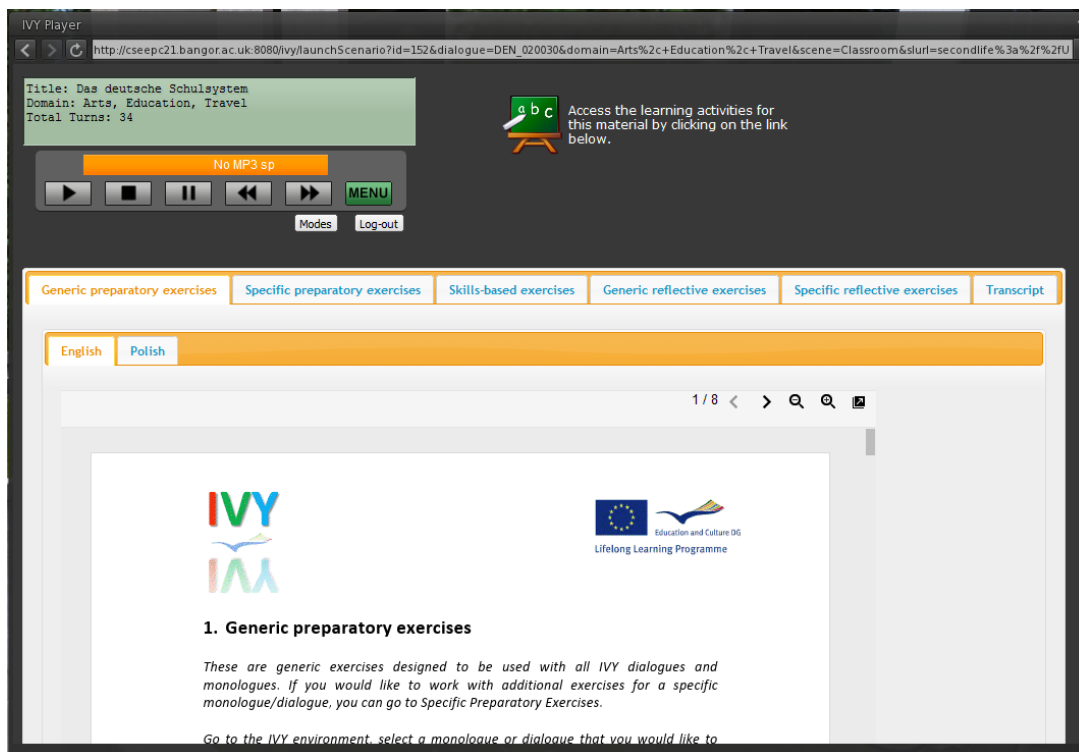 IVY Player
http://cseepc21.bangor.ac.uk:8080/ivy/launchScenario?id=152&dialogue=DEN_020030&domain=Arts%2c+Education%2c+Travel&scene=Classroom&slurl=secondlife%3a%2f%2fU
Title: Das deutsche Schulsystem
Domain: Arts, Education, Travel
Total Turns: 34
a b c
Access the learning activities for
this material by clicking on the link
below.
No MP3 sp
MENU
Modes Log-out
Generic preparatory exercises Specific preparatory exercises Skills-based exercises Generic reflective exercises Specific reflective exercises Transcript
English Polish
1 / 8
IVY
Education and Culture DG
Lifelong Learning Programme
1. Generic preparatory exercises
These are generic exercises designed to be used with all IVY dialogues and
monologues. If you would like to work with additional exercises for a specific
monologue/dialogue, you can go to Specific Preparatory Exercises.
Go to the IVY environment, select a monologue or dialogue that you would like to